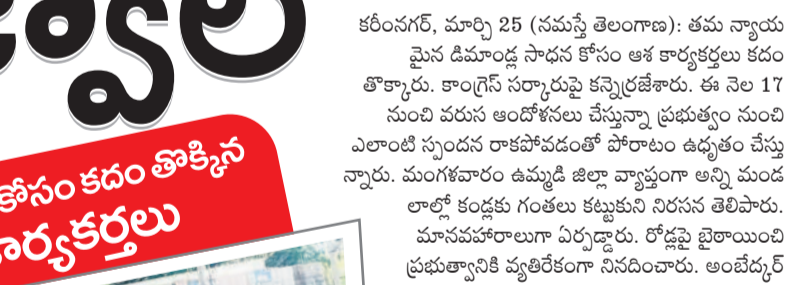 జ్వాల
కోసం కదం తొక్కిన
కార్యకర్తలు
కరీంనగర్, మార్చి 25 (నమస్తే తెలంగాణ): తమ న్యాయ
మైన డిమాండ్ల సాధన కోసం ఆశ కార్యకర్తలు కదం
తొక్కారు. కాంగ్రెస్ సర్కారుపై కన్నెర్రజేశారు. ఈ నెల 17
నుంచి వరుస ఆందోళనలు చేస్తున్నా ప్రభుత్వం నుంచి
ఎలాంటి స్పందన రాకపోవడంతో పోరాటం ఉధృతం చేస్తు
న్నారు. మంగళవారం ఉమ్మడి జిల్లా వ్యాప్తంగా అన్ని మండ
లాల్లో కండ్లకు గంతలు కట్టుకుని నిరసన తెలిపారు.
మానవహారాలుగా ఏర్పడ్డారు. రోడ్లపై బైఠాయించి
ప్రభుత్వానికి వ్యతిరేకంగా నినదించారు. అంబేద్కర్